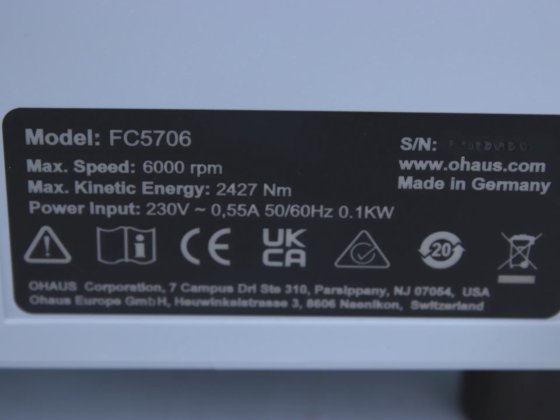 Model: FC5706
S/N:
Max. Speed: 6000 rpm
www.ohaus.com
Max. Kinetic Energy: 2427 Nm
Made in Germany
Power Input: 230V ~ 0,55A 50/60Hz 0.1KW
i
CE
UK
CA
20
OHAUS Corporation, 7 Campus Dri Ste 310, Parsippany, NJ 07054, USA
Ohaus Europe GmbH, Heuwinkelstrasse 3, 8606 Naenikon, Switzerland